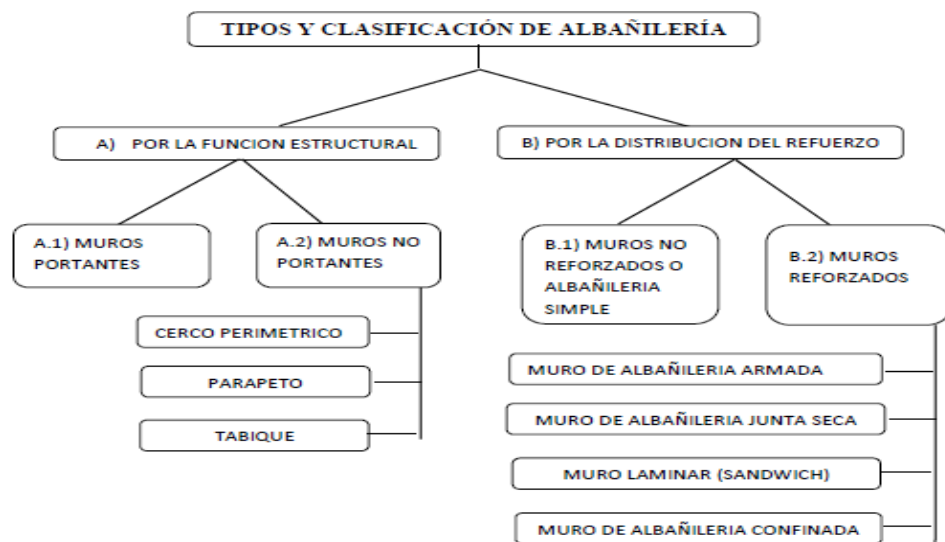 TIPOS Y CLASIFICACIÓN DE ALBAÑILERÍA
A) POR LA FUNCION ESTRUCTURAL
B) POR LA DISTRIBUCION DEL REFUERZO
A.1) MUROS
PORTANTES
A.2) MUROS NO
PORTANTES
B.1) MUROS NO
REFORZADOS O
ALBAÑILERIA
SIMPLE
B.2) MUROS
REFORZADOS
CERCO PERIMETRICO
PARAPETO
TABIQUE
MURO DE ALBAÑILERIA ARMADA
MURO DE ALBAÑILERIA JUNTA SECA
MURO LAMINAR (SANDWICH)
MURO DE ALBAÑILERIA CONFINADA